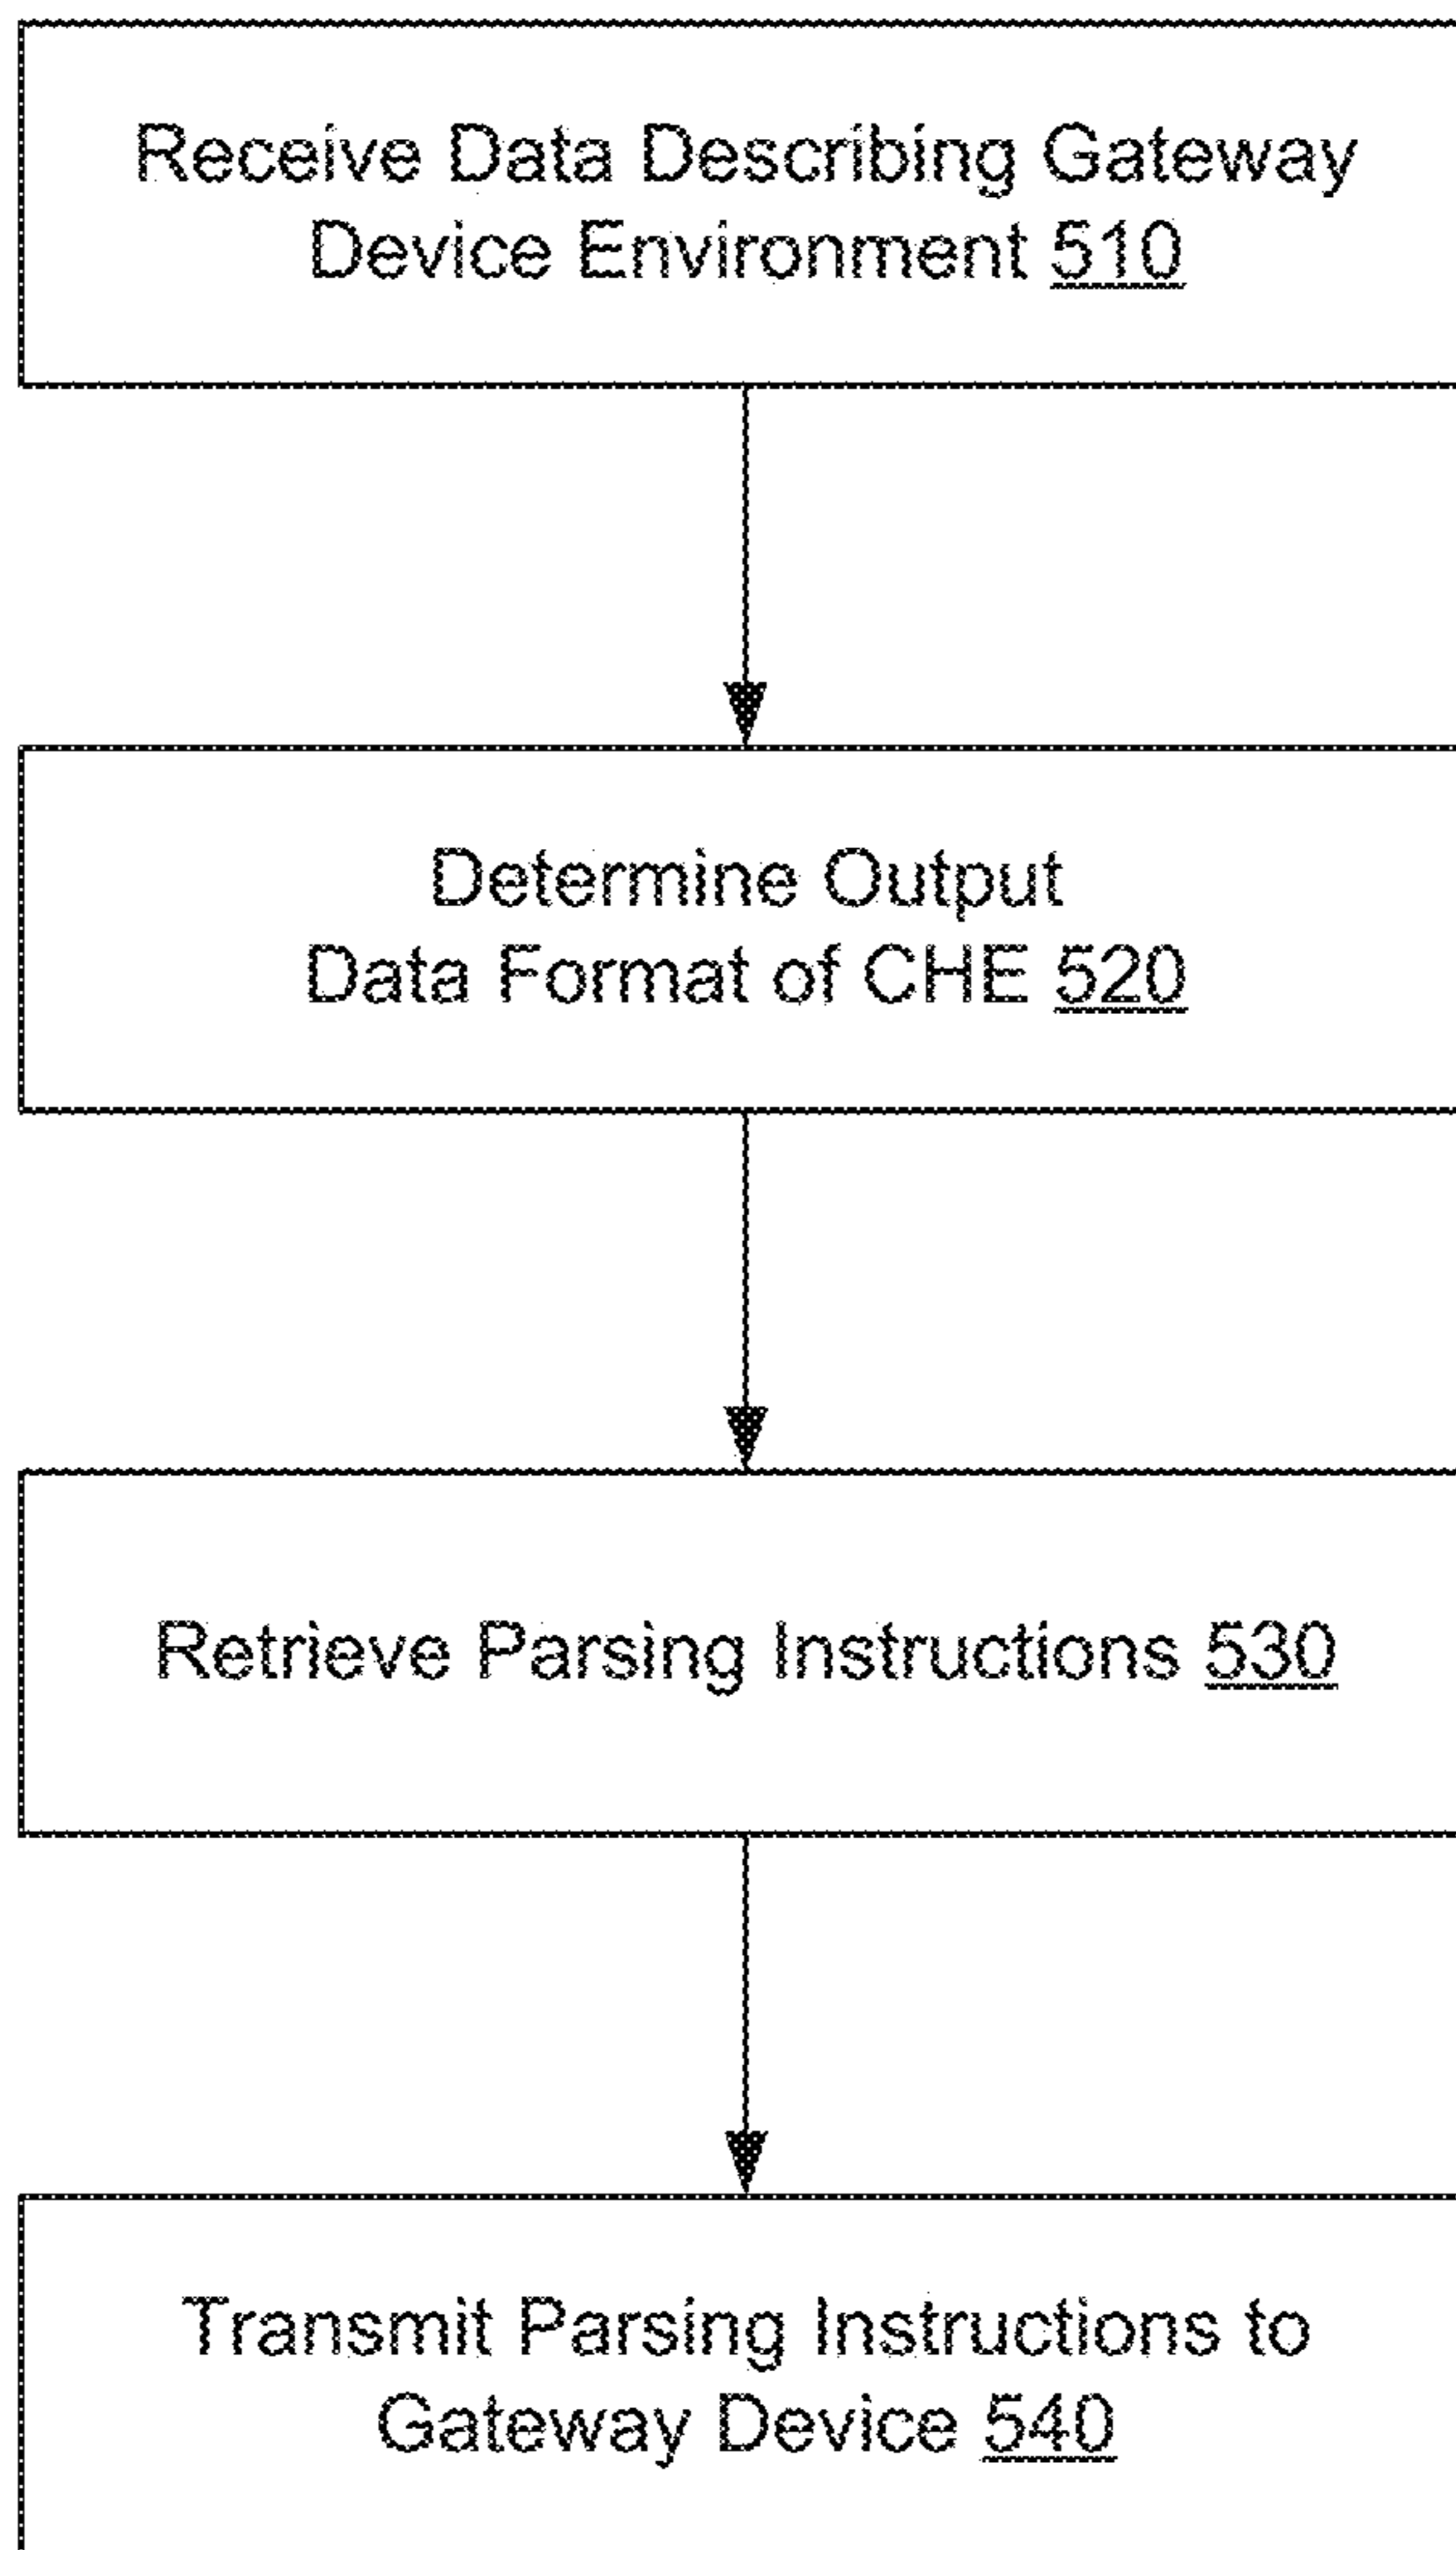 Receive Data Describing Gateway
Device Environment 510
Determine Output
Data Format of CHE 520
Retrieve Parsing Instructions 530
Transmit Parsing Instructions to
Gateway Device 540